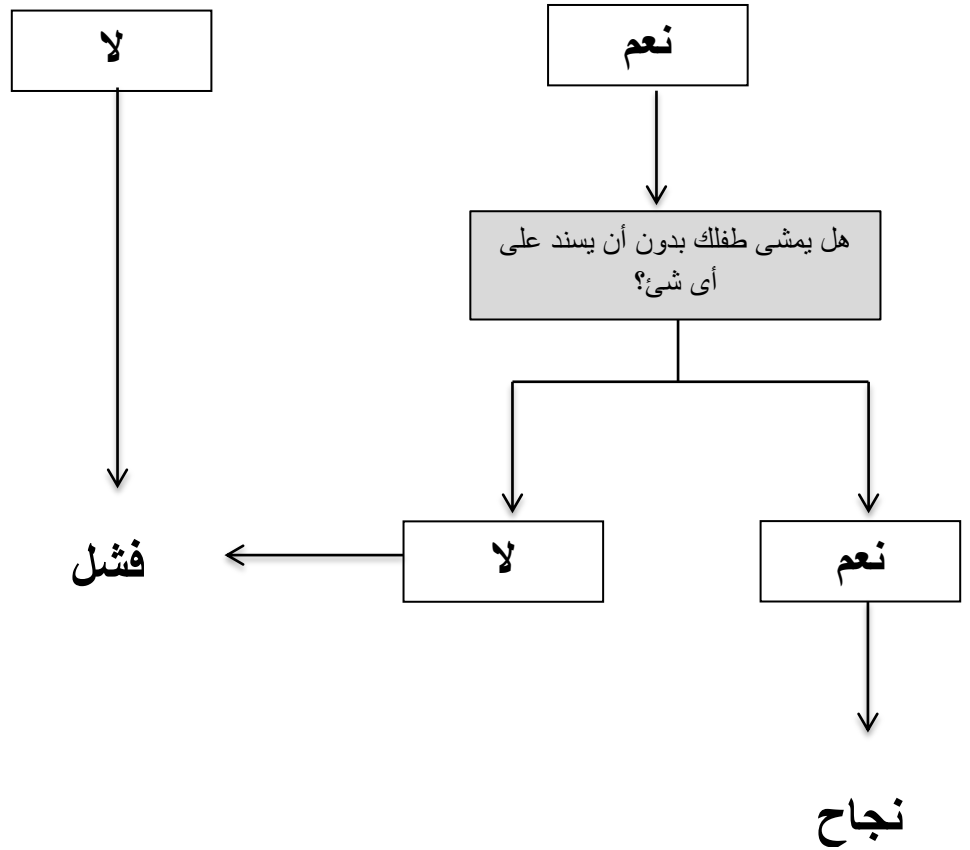 نعم
لا
هل يمشى طفلك بدون أن يسند على
أى شئ؟
نعم
لا
فشل
نجاح